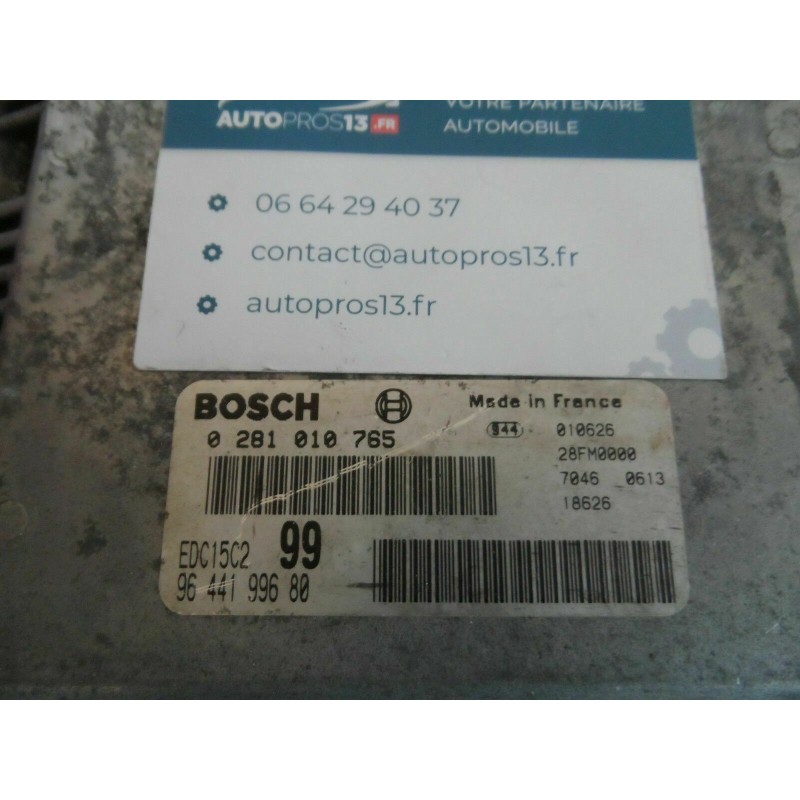 VOTRE PARTENAIRE
AUTOPROS13.FR
AUTOMOBILE
06 64 29 40 37
contact@autopros13.fr
autopros13.fr
BOSCH
Made in France
0 281 010 765
S44 010626
28FM0000
7046 0613
18626
EDC15C2 99
96 441 996 80